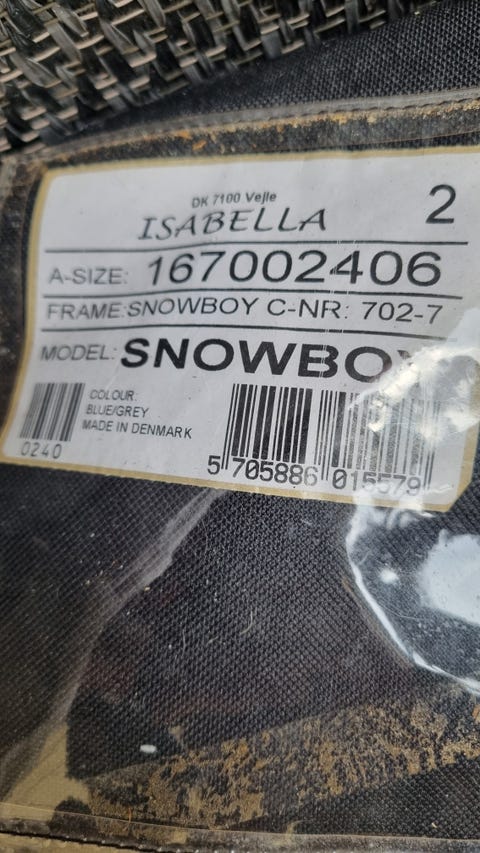 DK 7100 Vejle
ISABELLA 2
A-SIZE: 167002406
FRAME: SNOWBOY C-NR: 702-7
MODEL: SNOWBOY
COLOUR:
BLUE/GREY
MADE IN DENMARK
0240
5 705886 015579